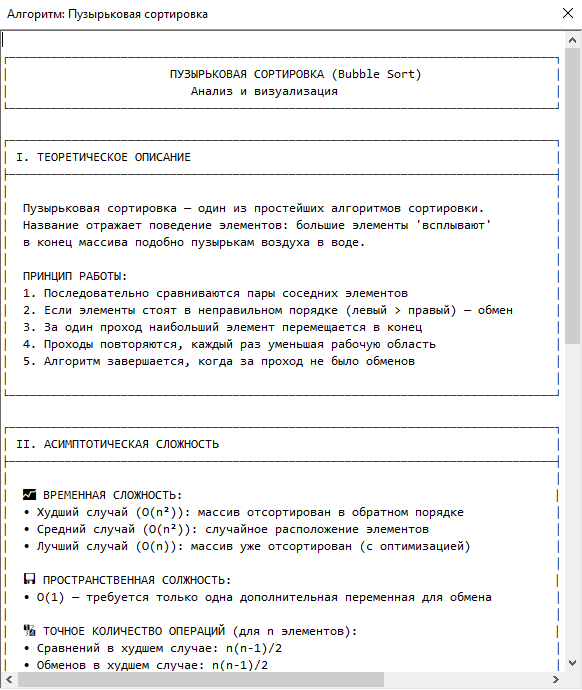 Алгоритм: Пузырьковая сортировка
ПУЗЫРЬКОВАЯ СОРТИРОВКА (Bubble Sort)
Анализ и визуализация
I. ТЕОРЕТИЧЕСКОЕ ОПИСАНИЕ
Пузырьковая сортировка — один из простейших алгоритмов сортировки.
Название отражает поведение элементов: большие элементы 'всплывают'
в конец массива подобно пузырькам воздуха в воде.
ПРИНЦИП РАБОТЫ:
1. Последовательно сравниваются пары соседних элементов
2. Если элементы стоят в неправильном порядке (левый > правый) — обмен
3. За один проход наибольший элемент перемещается в конец
4. Проходы повторяются, каждый раз уменьшая рабочую область
5. Алгоритм завершается, когда за проход не было обменов
II. АСИМПТОТИЧЕСКАЯ СЛОЖНОСТЬ
ВРЕМЕННАЯ СЛОЖНОСТЬ:
• Худший случай (O(n²)): массив отсортирован в обратном порядке
• Средний случай (O(n²)): случайное расположение элементов
• Лучший случай (O(n)): массив уже отсортирован (с оптимизацией)
ПРОСТРАНСТВЕННАЯ СОЛЖНОСТЬ:
• O(1) — требуется только одна дополнительная переменная для обмена
ТОЧНОЕ КОЛИЧЕСТВО ОПЕРАЦИЙ (для n элементов):
• Сравнений в худшем случае: n(n-1)/2
• Обменов в худшем случае: n(n-1)/2